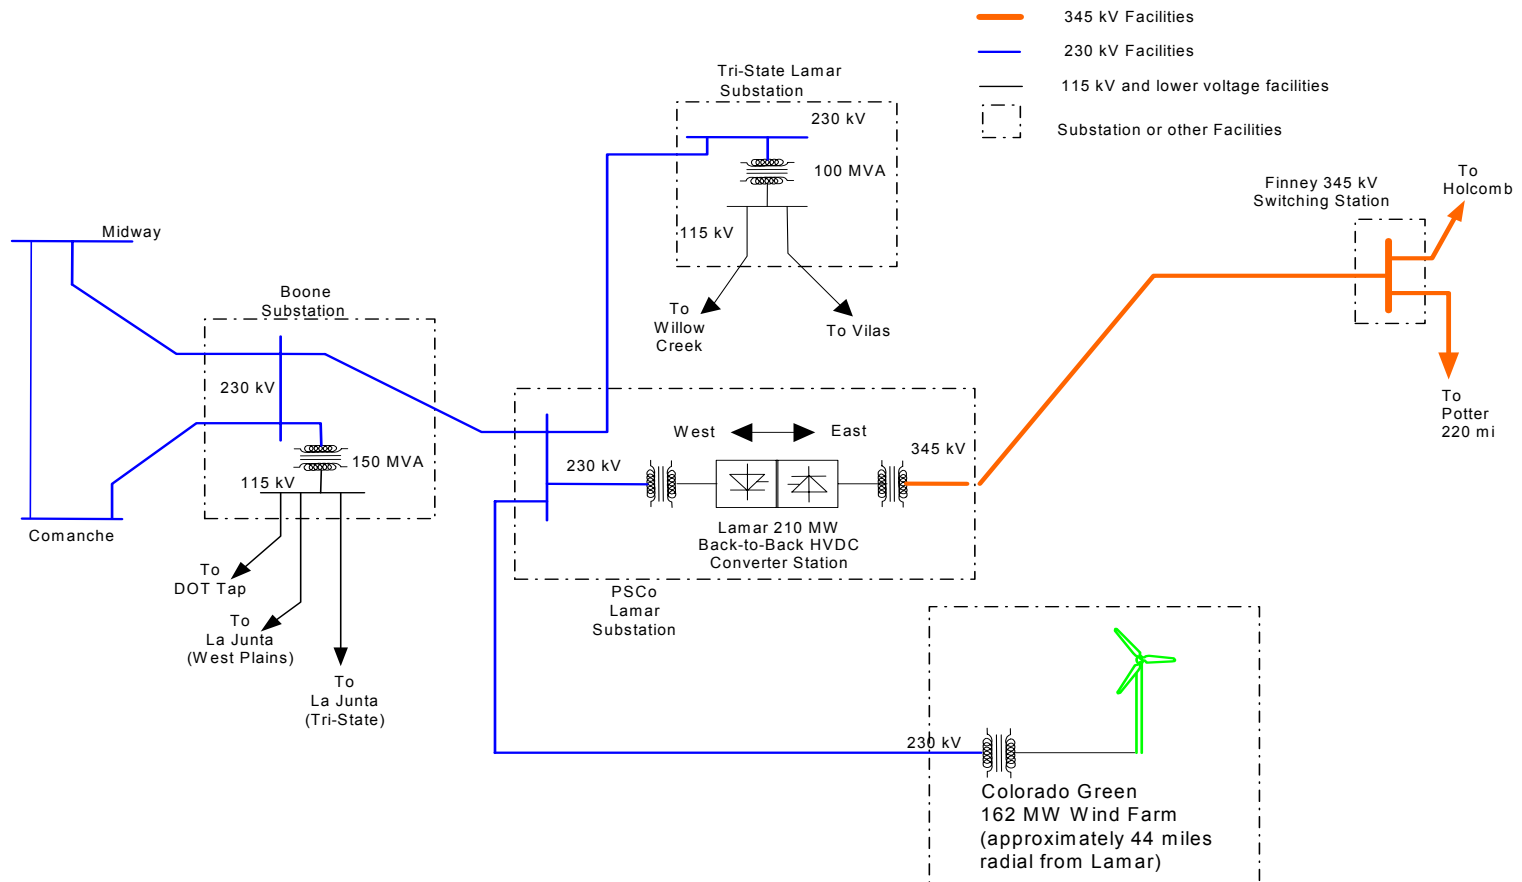 345 kV Facilities
230 kV Facilities
115 kV and lower voltage facilities
Substation or other Facilities
Tri-State Lamar
Substation
230 kV
100 MVA
115 kV
To
Willow
Creek
To Vilas
Finney 345 kV
Switching Station
To
Holcomb
To
Potter
220 mi
Midway
Boone
Substation
230 kV
150 MVA
115 kV
Comanche
To
DOT Tap
To
La Junta
(West Plains)
To
La Junta
(Tri-State)
West
East
230 kV
345 kV
Lamar 210 MW
Back-to-Back HVDC
Converter Station
PSCo
Lamar
Substation
230 kV
Colorado Green
162 MW Wind Farm
(approximately 44 miles
radial from Lamar)